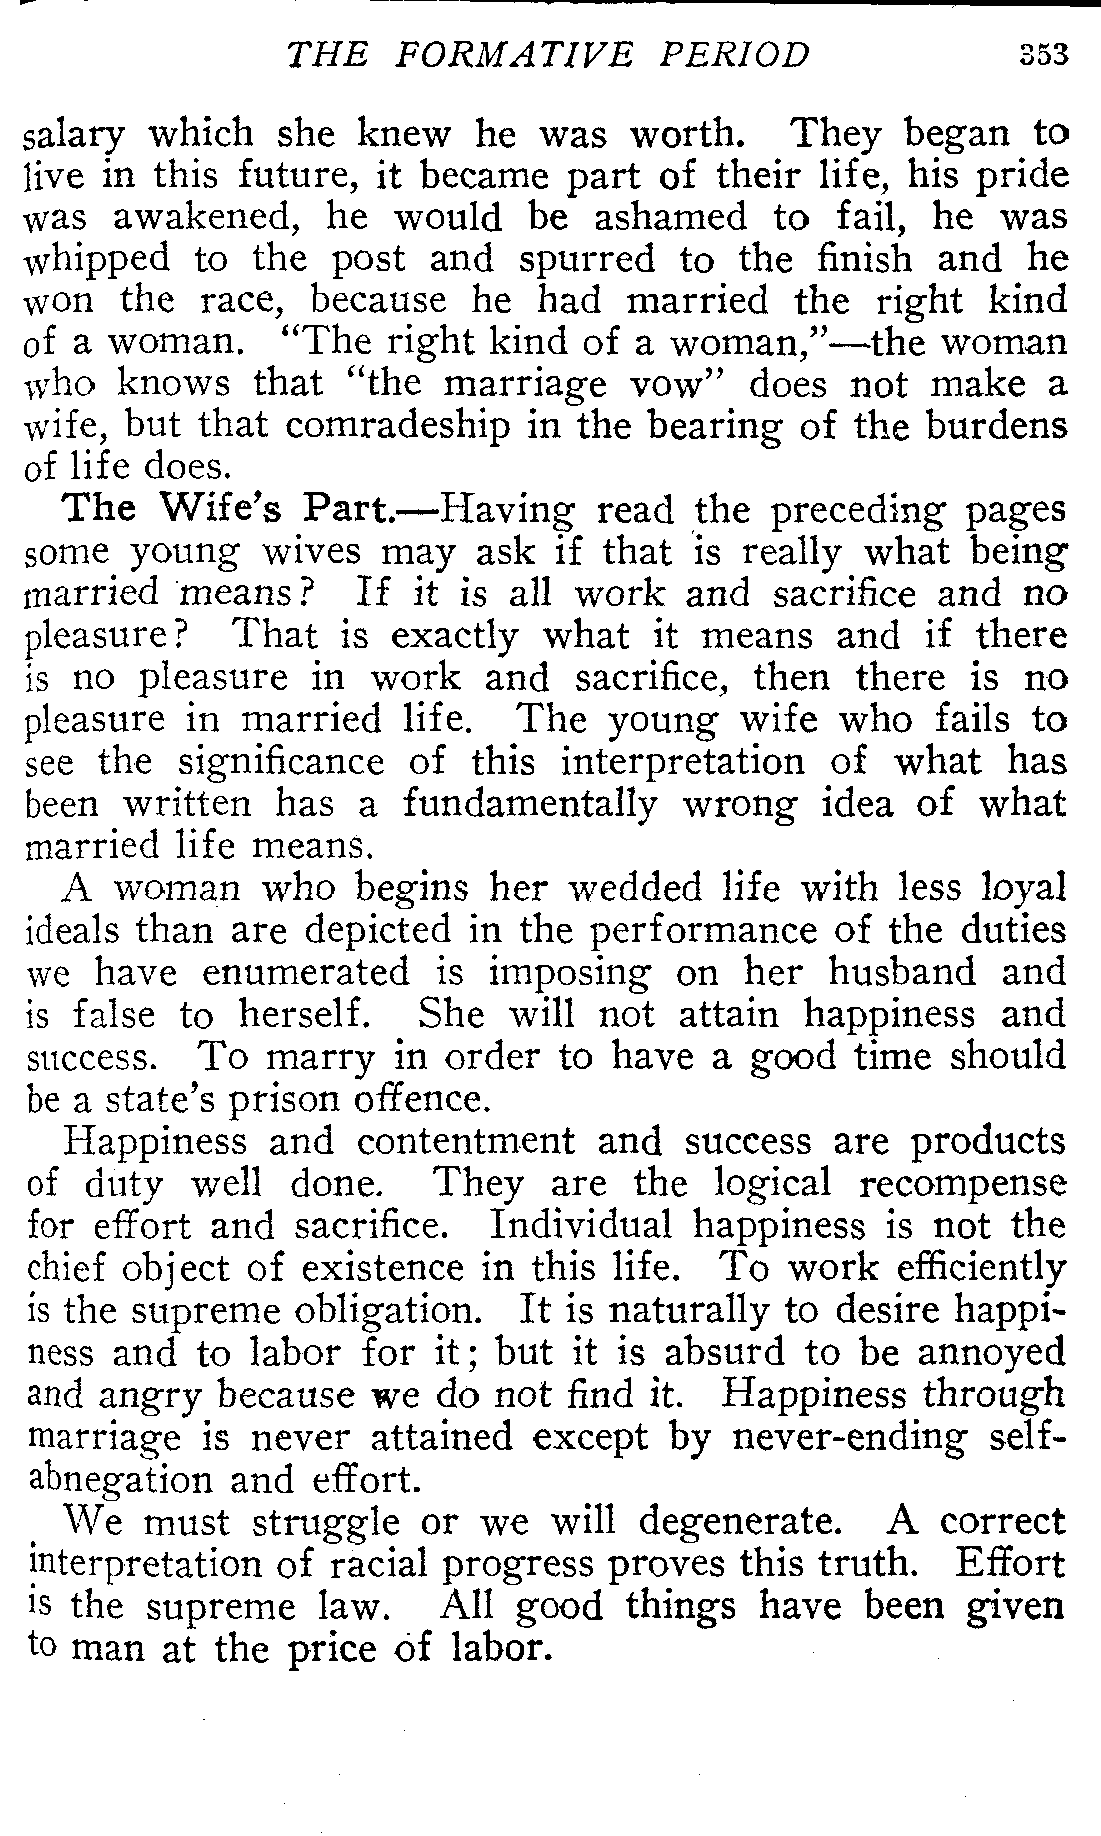 THE FORMATIVE PERIOD 353
salary which she knew he was worth. They began to
live in this future, it became part of their life, his pride
was awakened, he would be ashamed to fail, he was
whipped to the post and spurred to the finish and he
won the race, because he had married the right kind
of a woman. “The right kind of a woman,”—the woman
who knows that “the marriage vow” does not make a
wife, but that comradeship in the bearing of the burdens
of life does.
The Wife's Part.—Having read the preceding pages
some young wives may ask if that is really what being
married means? If it is all work and sacrifice and no
pleasure? That is exactly what it means and if there
is no pleasure in work and sacrifice, then there is no
pleasure in married life. The young wife who fails to
see the significance of this interpretation of what has
been written has a fundamentally wrong idea of what
married life means.
A woman who begins her wedded life with less loyal
ideals than are depicted in the performance of the duties
we have enumerated is imposing on her husband and
is false to herself. She will not attain happiness and
success. To marry in order to have a good time should
be a state's prison offence.
Happiness and contentment and success are products
of duty well done. They are the logical recompense
for effort and sacrifice. Individual happiness is not the
chief object of existence in this life. To work efficiently
is the supreme obligation. It is naturally to desire happi-
ness and to labor for it; but it is absurd to be annoyed
and angry because we do not find it. Happiness through
marriage is never attained except by never-ending self-
abnegation and effort.
We must struggle or we will degenerate. A correct
interpretation of racial progress proves this truth. Effort
is the supreme law. All good things have been given
to man at the price of labor.